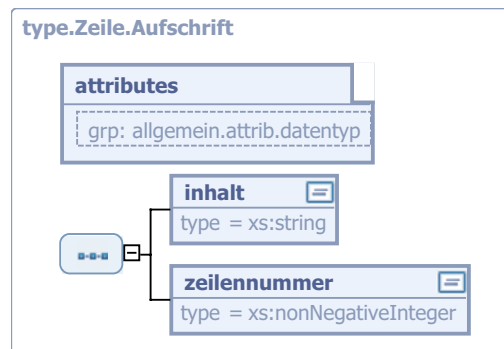 type.Zeile.Aufschrift
attributes
grp: allgemein.attrib.datentyp
inhalt
type = xs:string
zeilennummer
type = xs:nonNegativeInteger